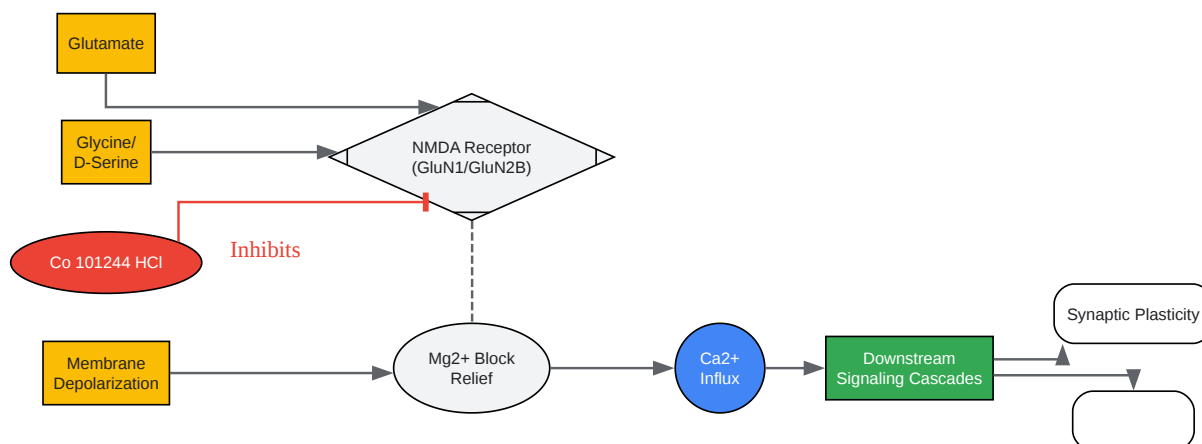 Glutamate
Glycine/
D-Serine
NMDA Receptor
(GluN1/GluN2B)
Inhibits
Co 101244 HCl
Synaptic Plasticity
Membrane
Depolarization
Mg2+ Block
Relief
Ca2+
Influx
Downstream
Signaling Cascades